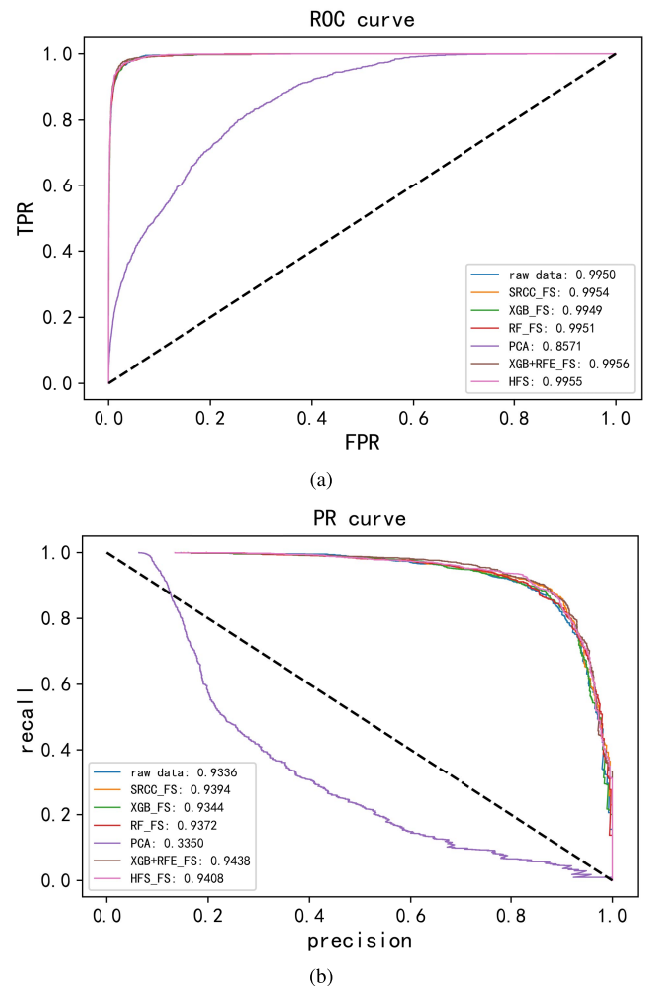 ROC curve
1.0
0.8
0.6
0.4
0.2
0.0
TPR
raw data: 0.9950
SRCC_FS: 0.9954
XGB_FS: 0.9949
RF_FS: 0.9951
PCA: 0.8571
XGB+RFE_FS: 0.9956
HFS: 0.9955
0.0 0.2 0.4 0.6 0.8 1.0
FPR
(a)
PR curve
1.0
0.8
0.6
0.4
0.2
0.0
recall
raw data: 0.9336
SRCC_FS: 0.9394
XGB_FS: 0.9344
RF_FS: 0.9372
PCA: 0.3350
XGB+RFE_FS: 0.9438
HFS_FS: 0.9408
0.0 0.2 0.4 0.6 0.8 1.0
precision
(b)